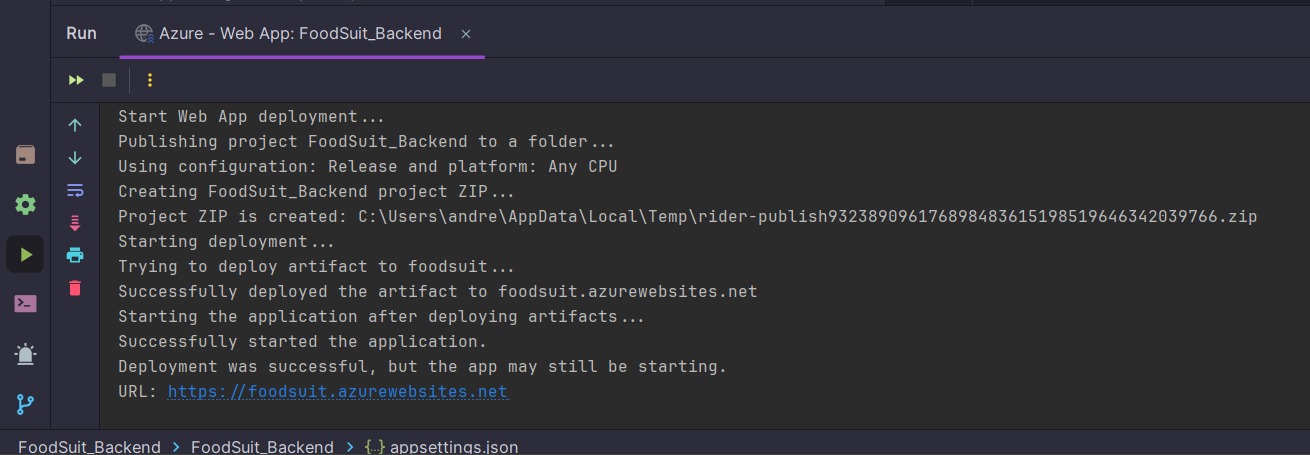 Run Azure - Web App: FoodSuit_Backend ×
Start Web App deployment...
Publishing project FoodSuit_Backend to a folder...
Using configuration: Release and platform: Any CPU
Creating FoodSuit_Backend project ZIP...
Project ZIP is created: C:\Users\andre\AppData\Local\Temp\rider-publish9323890961768984836151985196463420397​66.zip
Starting deployment...
Trying to deploy artifact to foodsuit...
Successfully deployed the artifact to foodsuit.azurewebsites.net
Starting the application after deploying artifacts...
Successfully started the application.
Deployment was successful, but the app may still be starting.
URL: https://foodsuit.azurewebsites.net
FoodSuit_Backend > FoodSuit_Backend > {..} appsettings.json